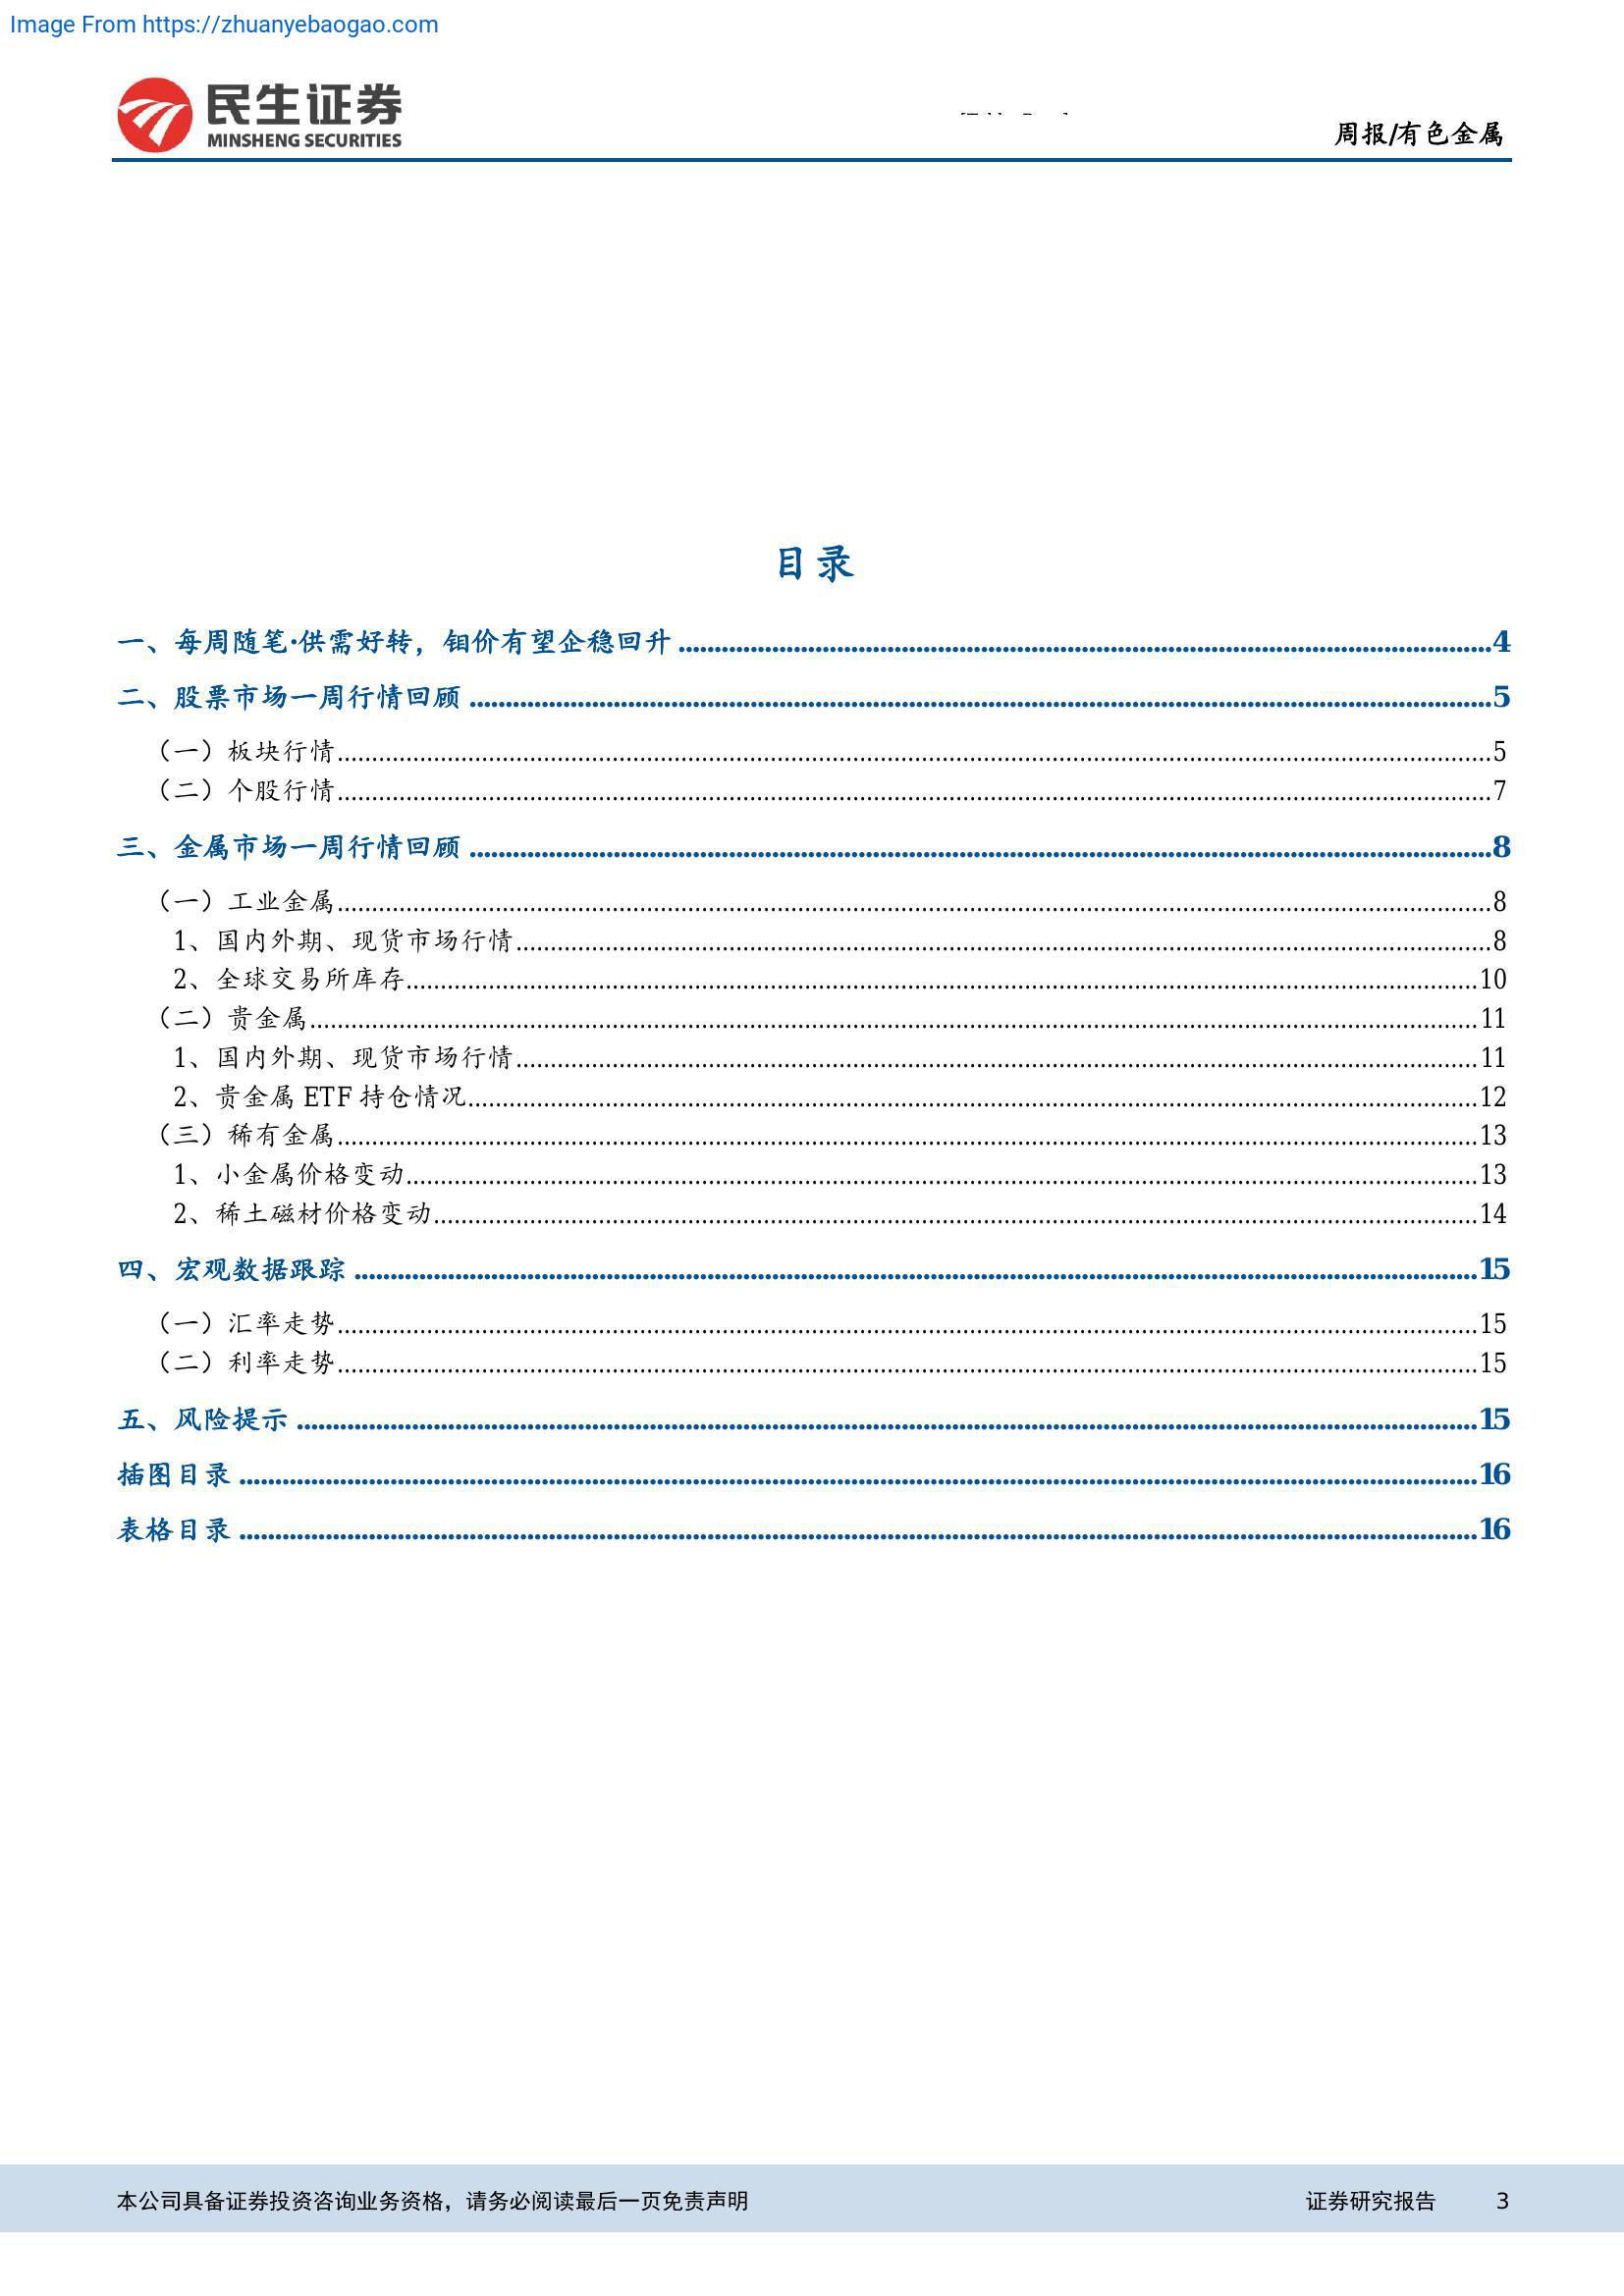 Image From https://zhuanyebaogao.com
民生证券
MINSHENG SECURITIES
周报/有色金属
目录
一、每周随笔·供需好转，钼价有望企稳回升 4
二、股票市场一周行情回顾 5
（一）板块行情 5
（二）个股行情 7
三、金属市场一周行情回顾 8
（一）工业金属 8
1、国内外期、现货市场行情 8
2、全球交易所库存 10
（二）贵金属 11
1、国内外期、现货市场行情 11
2、贵金属 ETF 持仓情况 12
（三）稀有金属 13
1、小金属价格变动 13
2、稀土磁材价格变动 14
四、宏观数据跟踪 15
（一）汇率走势 15
（二）利率走势 15
五、风险提示 15
插图目录 16
表格目录 16
本公司具备证券投资咨询业务资格，请务必阅读最后一页免责声明
证券研究报告 3